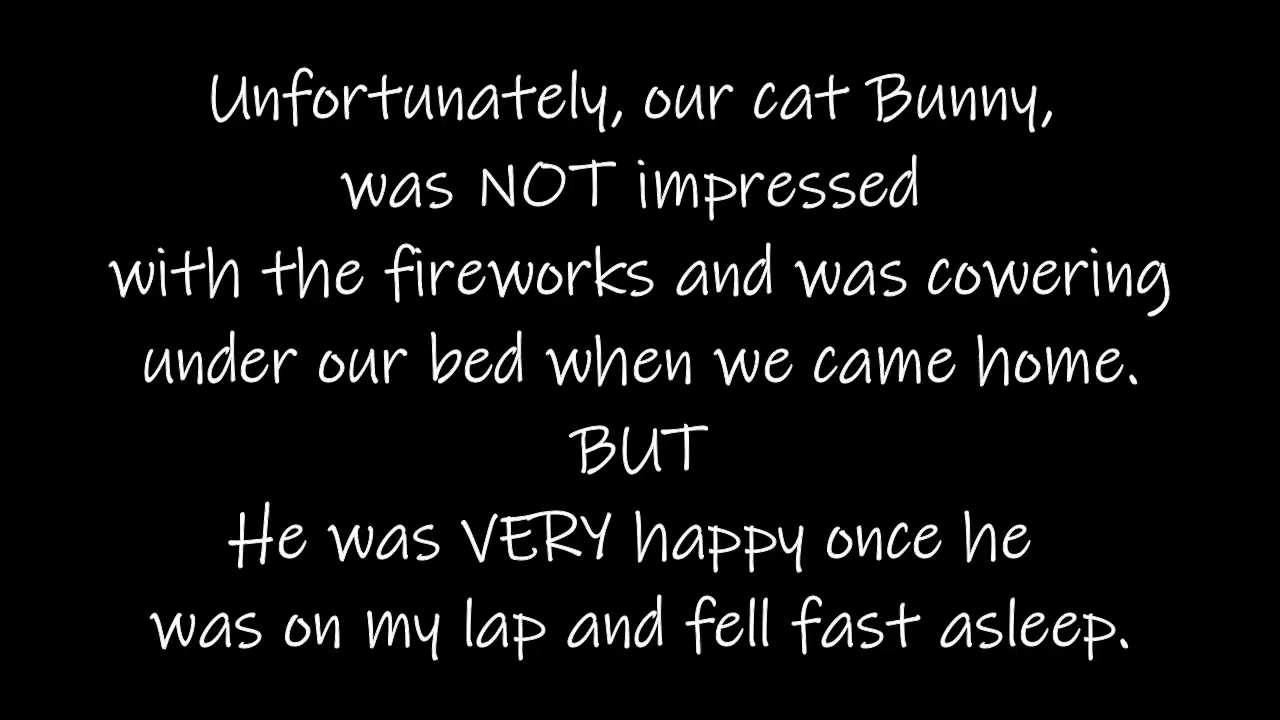 Unfortunately, our cat Bunny,
was NOT impressed
with the fireworks and was cowering
under our bed when we came home.
BUT
He was VERY happy once he
was on my lap and fell fast asleep.